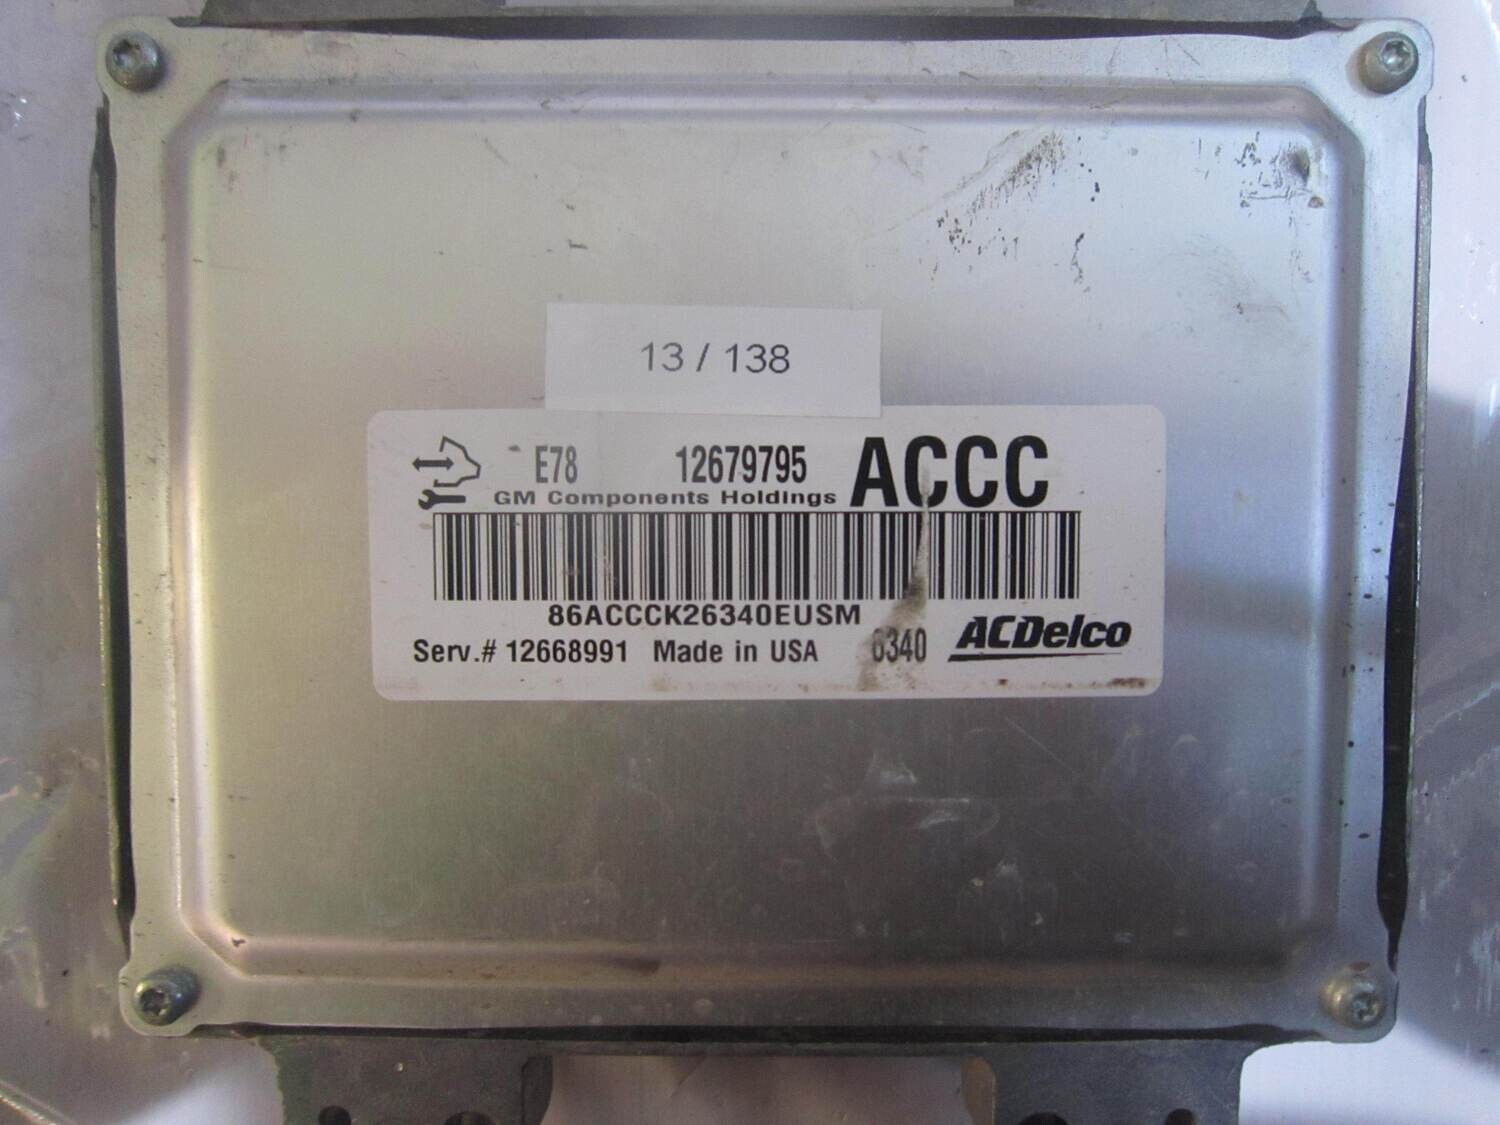 13 / 138
E78 12679795 ACCC
GM Components Holdings
86ACCCK26340EUSM
Serv.# 12668991 Made in USA 6340 ACDelco